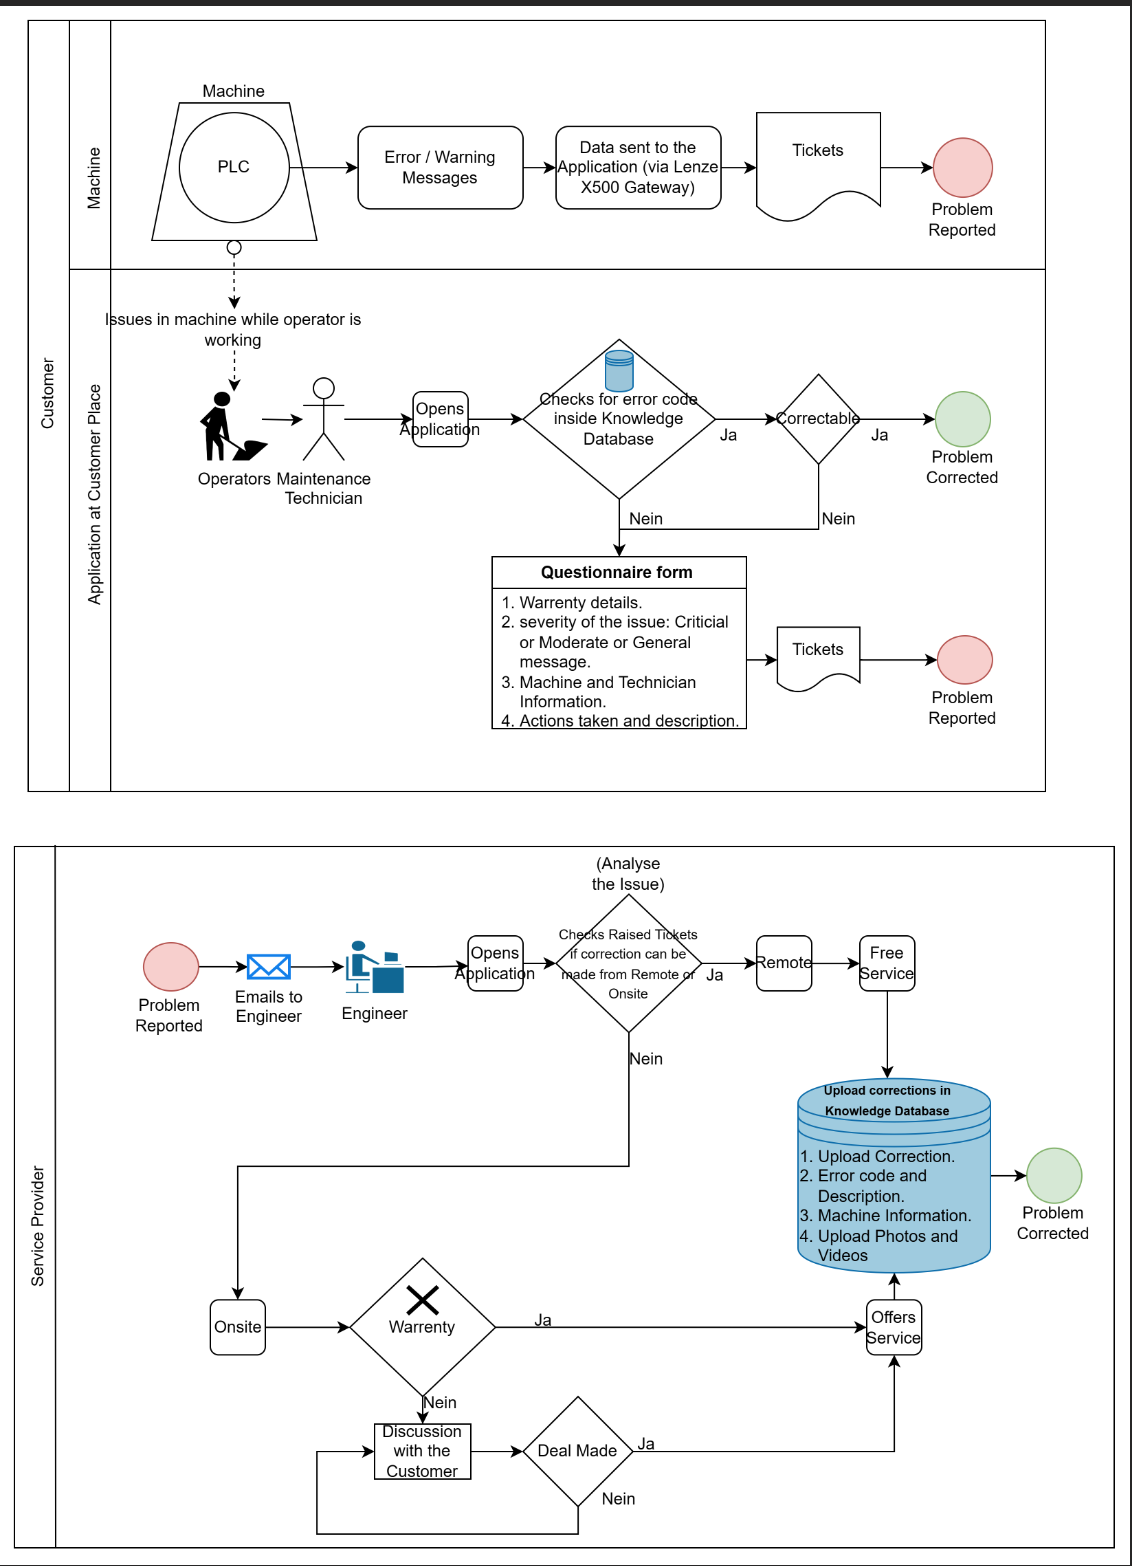 Customer
Machine
Machine
PLC
Error / Warning
Messages
Data sent to the
Application (via Lenze
X500 Gateway)
Tickets
Problem
Reported
Application at Customer Place
Issues in machine while operator is
working
Operators
Maintenance
Technician
Opens
Application
Checks for error code
inside Knowledge
Database
Ja
Correctable
Ja
Problem
Corrected
Nein
Nein
Questionnaire form
1. Warrenty details.
2. severity of the issue: Criticial
or Moderate or General
message.
3. Machine and Technician
Information.
4. Actions taken and description.
Tickets
Problem
Reported
Service Provider
Problem
Reported
Emails to
Engineer
Engineer
Opens
Application
(Analyse
the Issue)
Checks Raised Tickets
if correction can be
made from Remote or
Onsite
Ja
Remote
Free
Service
Nein
Upload corrections in
Knowledge Database
1. Upload Correction.
2. Error code and
Description.
3. Machine Information.
4. Upload Photos and
Videos
Problem
Corrected
Onsite
Warrenty
Ja
Offers
Service
Nein
Discussion
with the
Customer
Deal Made
Ja
Nein